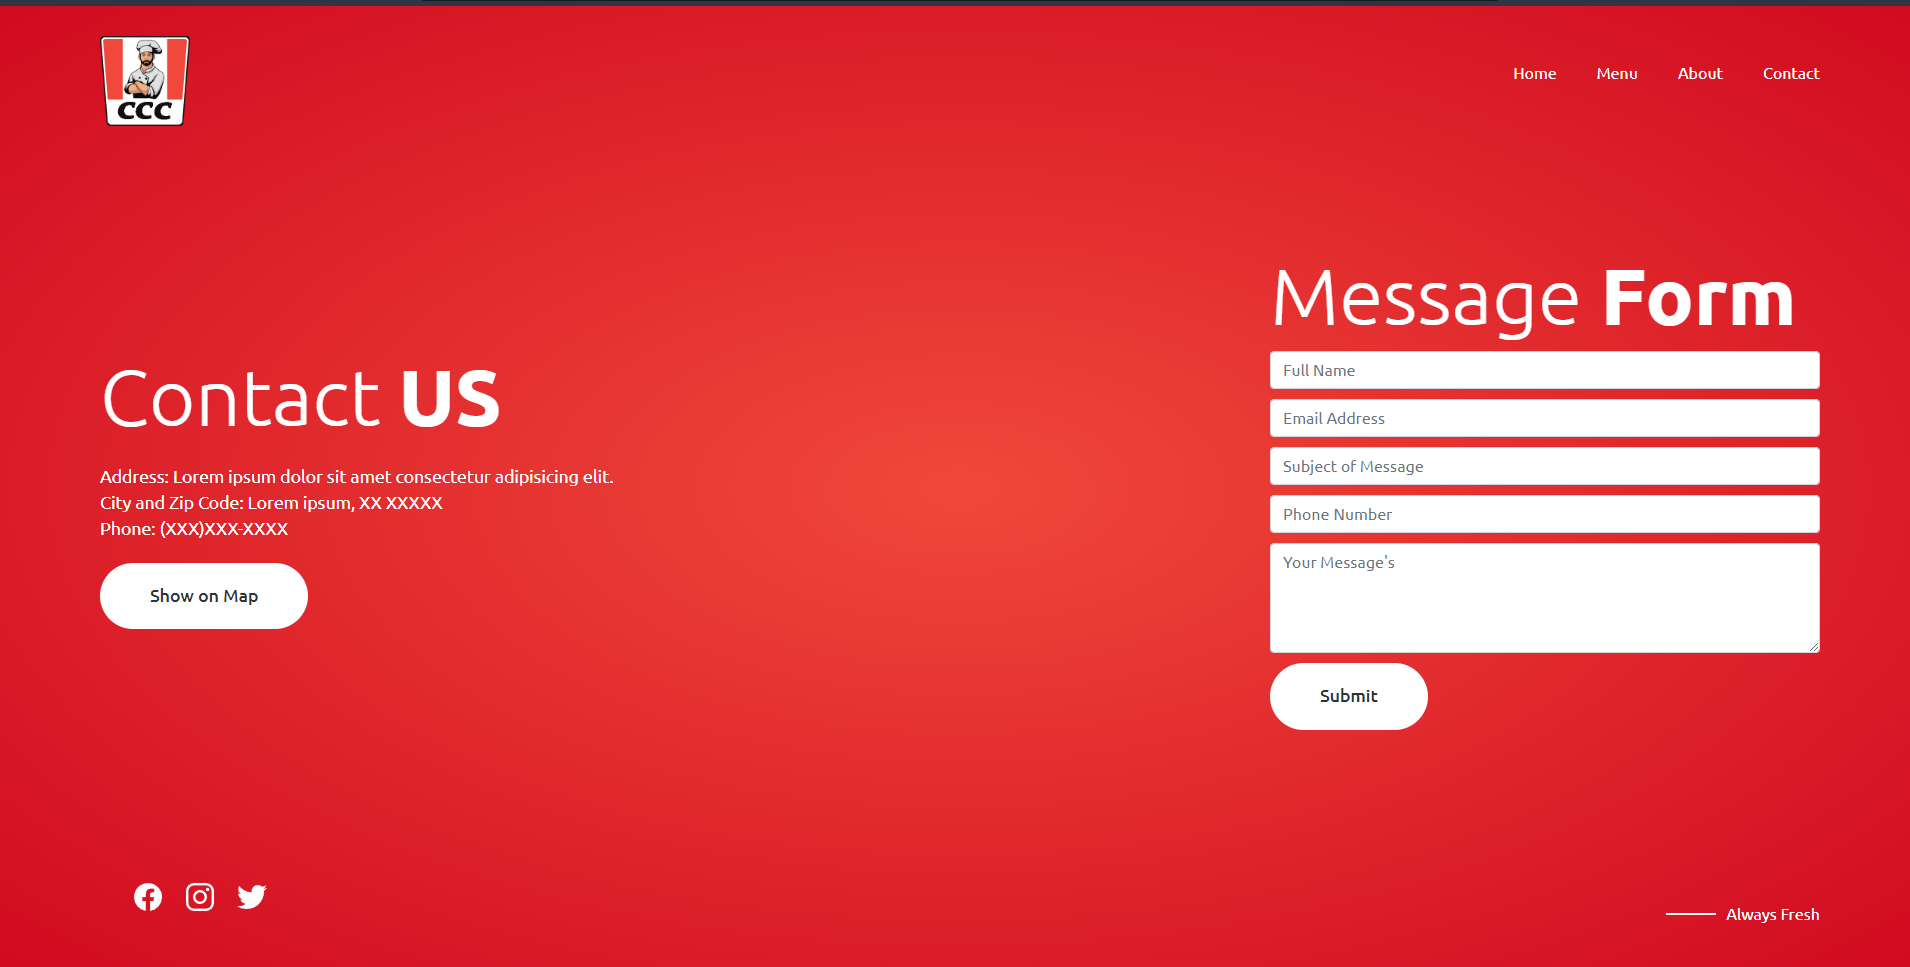 CCC
Home Menu About Contact
Contact US
Address: Lorem ipsum dolor sit amet consectetur adipisicing elit.
City and Zip Code: Lorem ipsum, XX XXXXX
Phone: (XXX)XXX-XXXX
Show on Map
Message Form
Full Name
Email Address
Subject of Message
Phone Number
Your Message's
Submit
Always Fresh